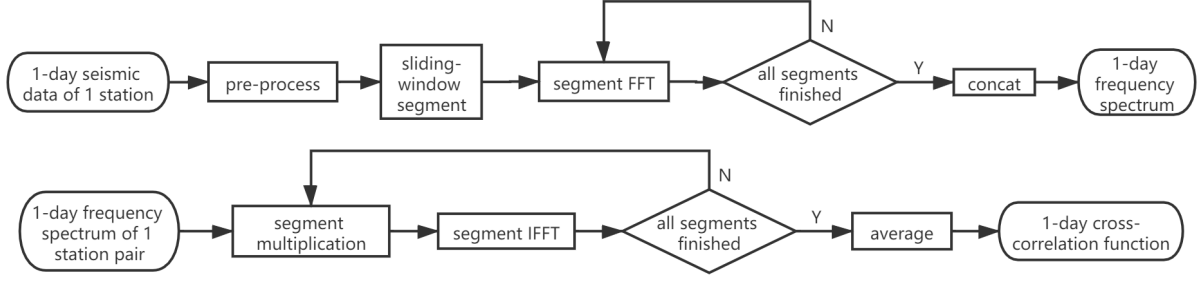 1-day seismic
data of 1 station
pre-process
sliding-
window
segment
segment FFT
all segments
finished
N
Y
concat
1-day
frequency
spectrum
1-day frequency
spectrum of 1
station pair
segment
multiplication
segment IFFT
all segments
finished
N
Y
average
1-day cross-
correlation function